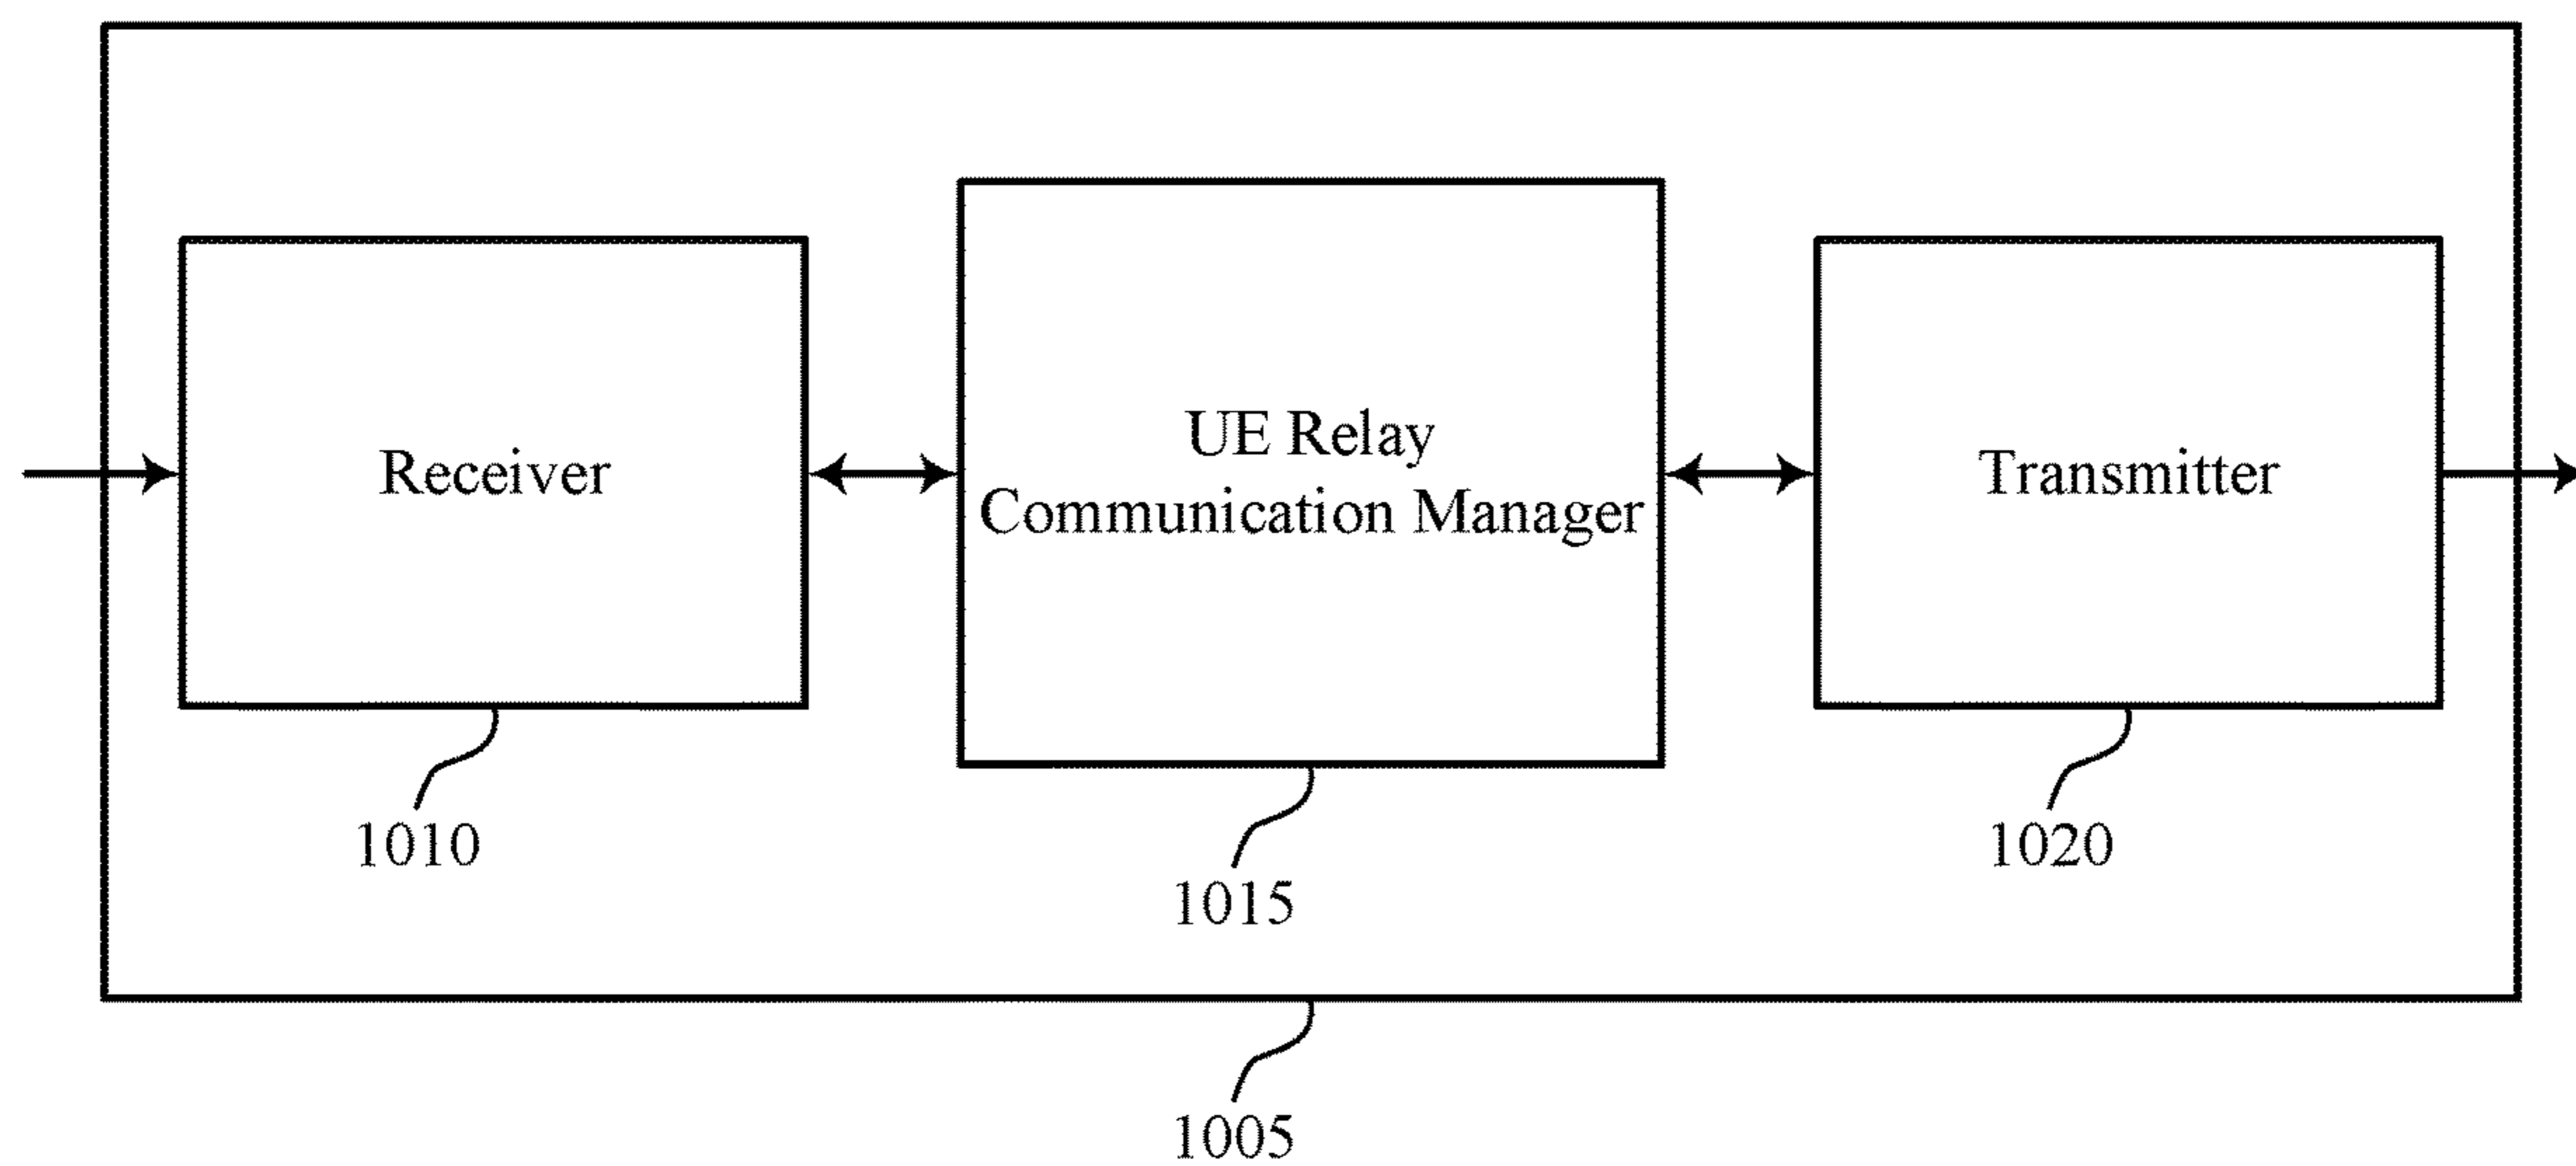 Receiver
UE Relay
Communication Manager
Transmitter
1010
1015
1020
1005